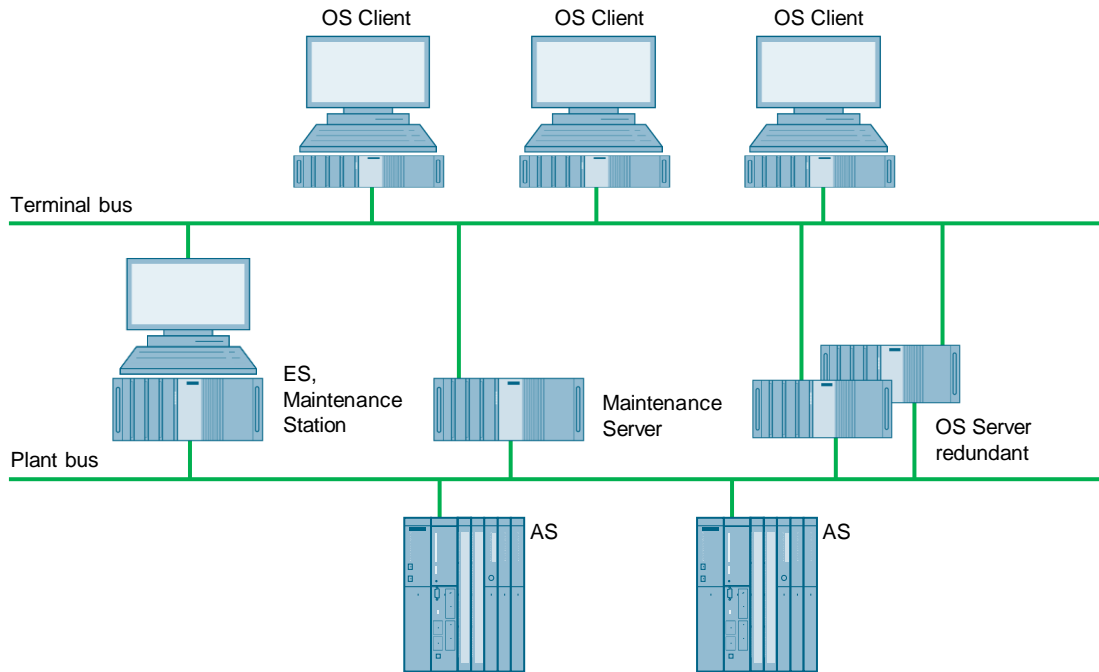 OS Client
OS Client
OS Client
Terminal bus
ES,
Maintenance
Station
Maintenance
Server
OS Server
redundant
Plant bus
AS
AS